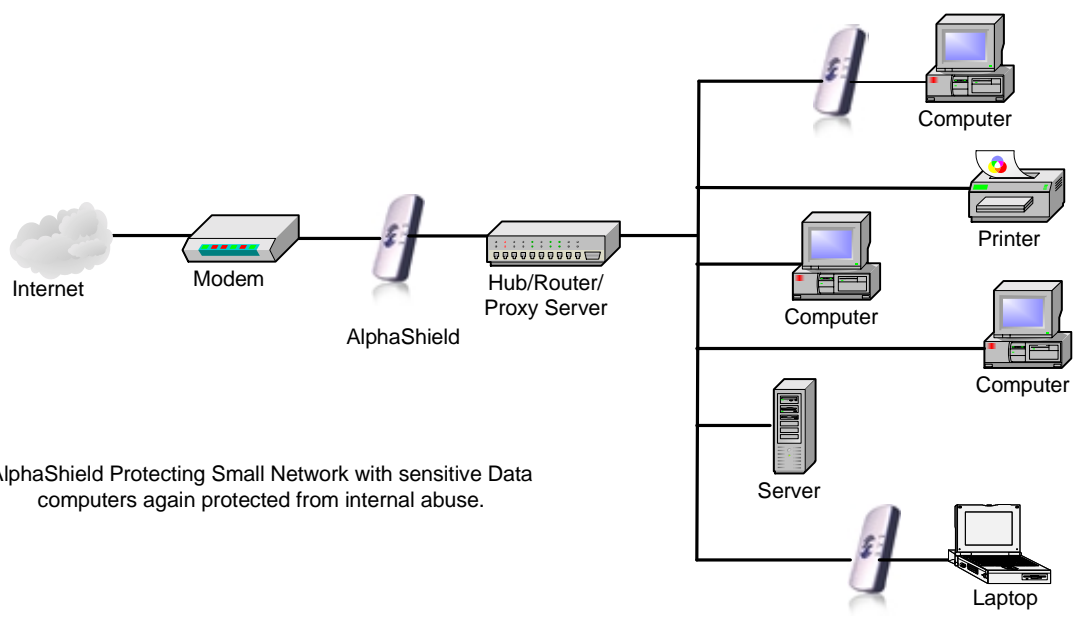 Computer
Printer
Internet
Modem
Hub/Router/
Proxy Server
AlphaShield
Computer
Computer
AlphaShield Protecting Small Network with sensitive Data
computers again protected from internal abuse.
Server
Laptop